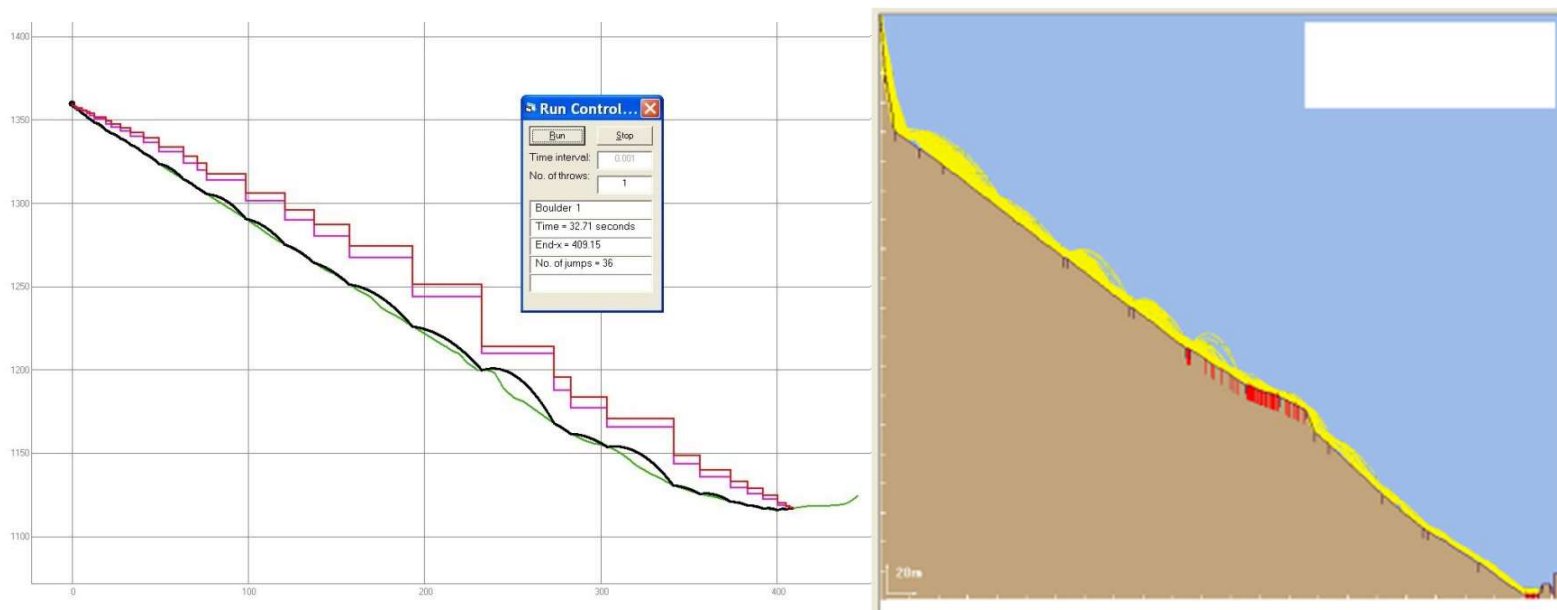 1400
1350
1300
1250
1200
1150
1100
0
100
200
300
400
Run Control...
Run
Stop
Time interval:
0.001
No. of throws:
1
Boulder 1
Time = 32.71 seconds
End-x = 409.15
No. of jumps = 36
20m